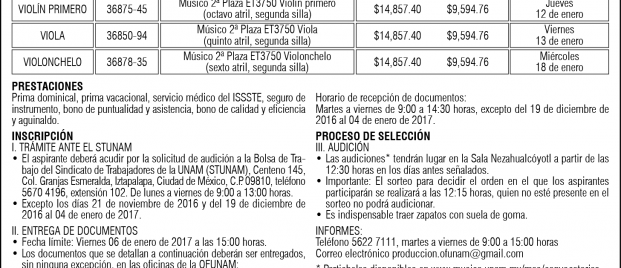 VIOLÍN PRIMERO 36875-45 Músico 2ª Plaza ET3750 Violín primero (octavo atril, segunda silla) $14,857.40 $9,594.76 Jueves 12 de enero
VIOLA 36850-94 Músico 2ª Plaza ET3750 Viola (quinto atril, segunda silla) $14,857.40 $9,594.76 Viernes 13 de enero
VIOLONCHELO 36878-35 Músico 2ª Plaza ET3750 Violonchelo (sexto atril, segunda silla) $14,857.40 $9,594.76 Miércoles 18 de enero
PRESTACIONES
Prima dominical, prima vacacional, servicio médico del ISSSTE, seguro de
instrumento, bono de puntualidad y asistencia, bono de calidad y eficiencia
y aguinaldo.
INSCRIPCIÓN
I. TRÁMITE ANTE EL STUNAM
• El aspirante deberá acudir por la solicitud de audición a la Bolsa de Tra-
bajo del Sindicato de Trabajadores de la UNAM (STUNAM), Centeno 145,
Col. Granjas Esmeralda, Iztapalapa, Ciudad de México, C.P 09810, teléfono
5670 4196, extensión 102. De lunes a viernes de 9:00 a 13:00 horas.
• Excepto los días 21 de noviembre de 2016 y del 19 de diciembre de
2016 al 04 de enero de 2017.
II. ENTREGA DE DOCUMENTOS
• Fecha límite: Viernes 06 de enero de 2017 a las 15:00 horas.
• Los documentos que se detallan a continuación deberán ser entregados,
sin ninguna excepción, en las oficinas de la OFUNAM:
Horario de recepción de documentos:
Martes a viernes de 9:00 a 14:30 horas, excepto del 19 de diciembre de
2016 al 04 de enero de 2017.
PROCESO DE SELECCIÓN
III. AUDICIÓN
• Las audiciones* tendrán lugar en la Sala Nezahualcóyotl a partir de las
12:30 horas en los días antes señalados.
• Importante: El sorteo para decidir el orden en el que los aspirantes
participarán se realizará a las 12:15 horas, quien no esté presente en el
sorteo no podrá audicionar.
• Es indispensable traer zapatos con suela de goma.
INFORMES:
Teléfono 5622 7111, martes a viernes de 9:00 a 15:00 horas
Correo electrónico produccion.ofunam@gmail.com